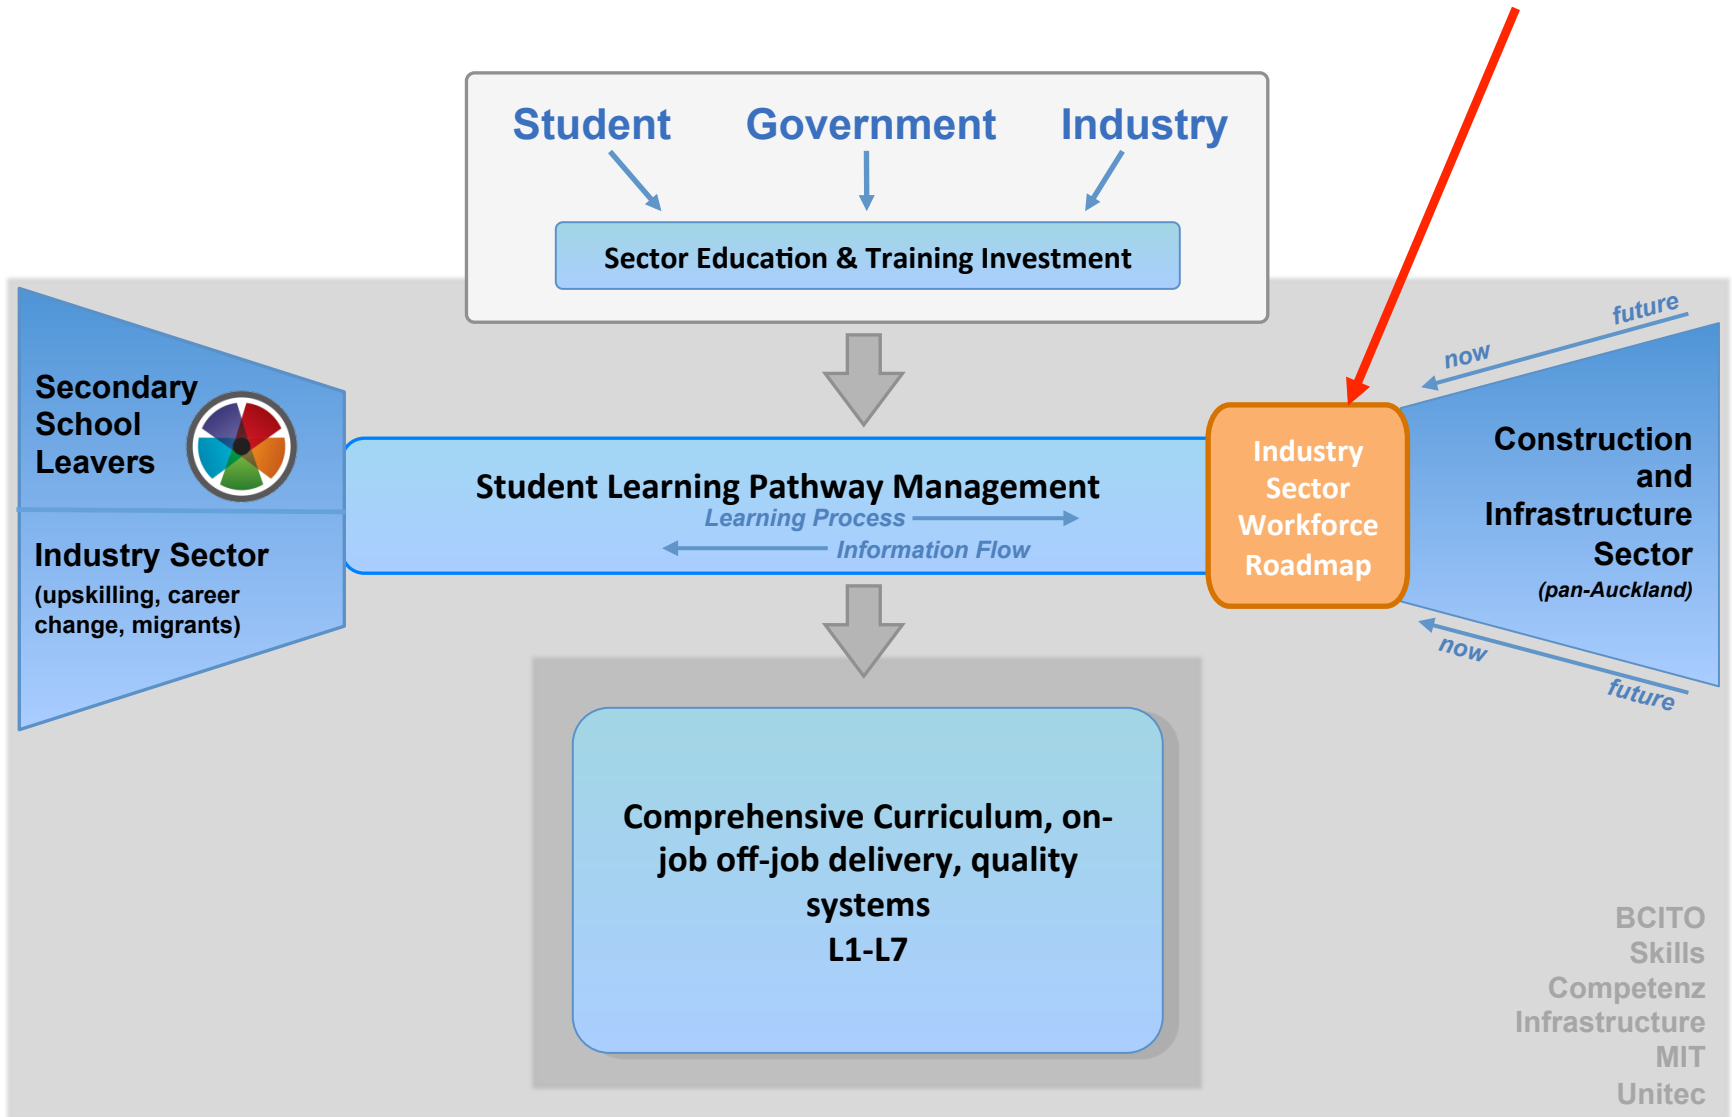 Student Government Industry
Sector Education & Training Investment
Secondary
School
Leavers
Industry Sector
(upskilling, career
change, migrants)
Student Learning Pathway Management
Learning Process
Information Flow
Industry
Sector
Workforce
Roadmap
future
now
Construction
and
Infrastructure
Sector
(pan-Auckland)
now
future
Comprehensive Curriculum, on-
job off-job delivery, quality
systems
L1-L7
BCITO
Skills
Competenz
Infrastructure
MIT
Unitec